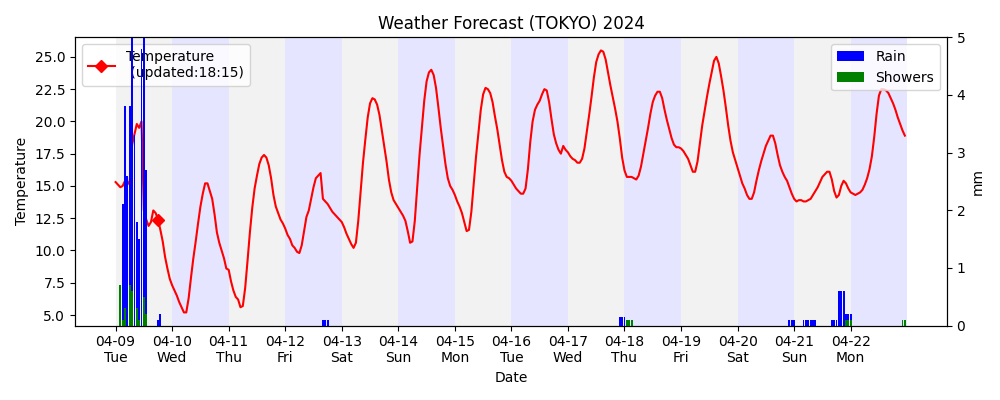 Weather Forecast (TOKYO) 2024
Temperature
(updated:18:15)
Rain
Showers
25.0
22.5
20.0
17.5
15.0
12.5
10.0
7.5
5.0
Temperature
5
4
3
2
1
0
mm
04-09 04-10 04-11 04-12 04-13 04-14 04-15 04-16 04-17 04-18 04-19 04-20 04-21 04-22
Tue Wed Thu Fri Sat Sun Mon Tue Wed Thu Fri Sat Sun Mon
Date